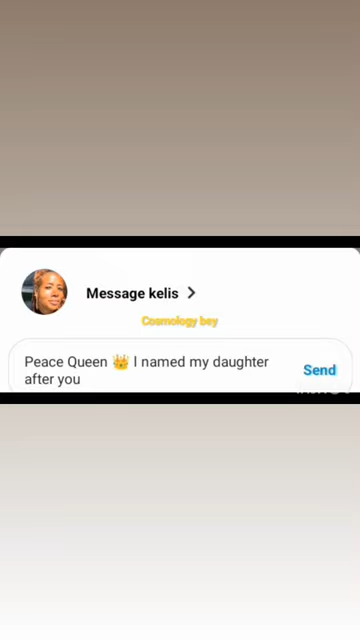 Message kelis
Cosmology bey
Peace Queen 👑 I named my daughter
after you
Send